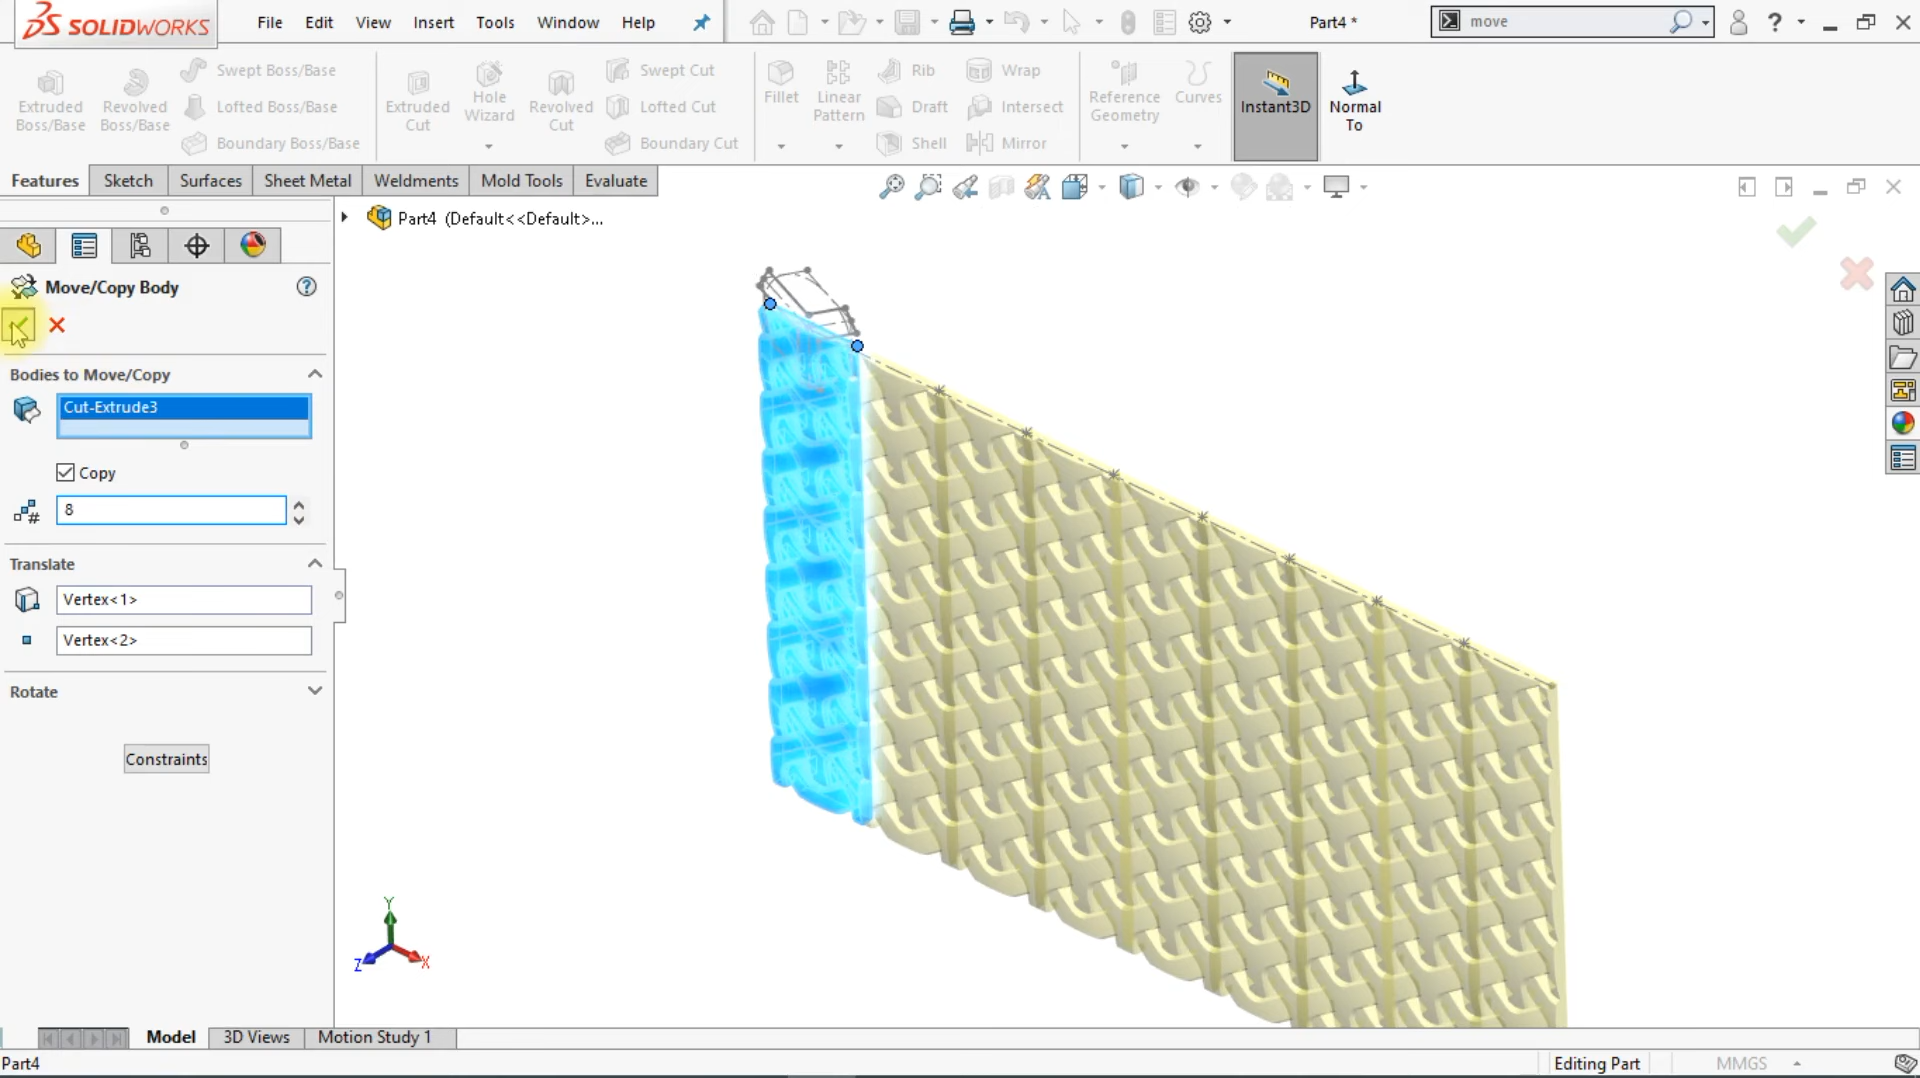 SOLIDWORKS File Edit View Insert Tools Window Help Part4 * move ?
Extruded Boss/Base
Revolved Boss/Base
Swept Boss/Base
Lofted Boss/Base
Boundary Boss/Base
Extruded Cut
Hole Wizard
Revolved Cut
Swept Cut
Lofted Cut
Boundary Cut
Fillet
Linear Pattern
Rib
Draft
Shell
Wrap
Intersect
Mirror
Reference Geometry
Curves
Instant3D
Normal To
Features Sketch Surfaces Sheet Metal Weldments Mold Tools Evaluate
Part4 (Default<<Default>...
Move/Copy Body ?
Bodies to Move/Copy
Cut-Extrude3
Copy
# 8
Translate
Vertex<1>
Vertex<2>
Rotate
Constraints
Y
Z X
Model 3D Views Motion Study 1
Part4 Editing Part MMGS